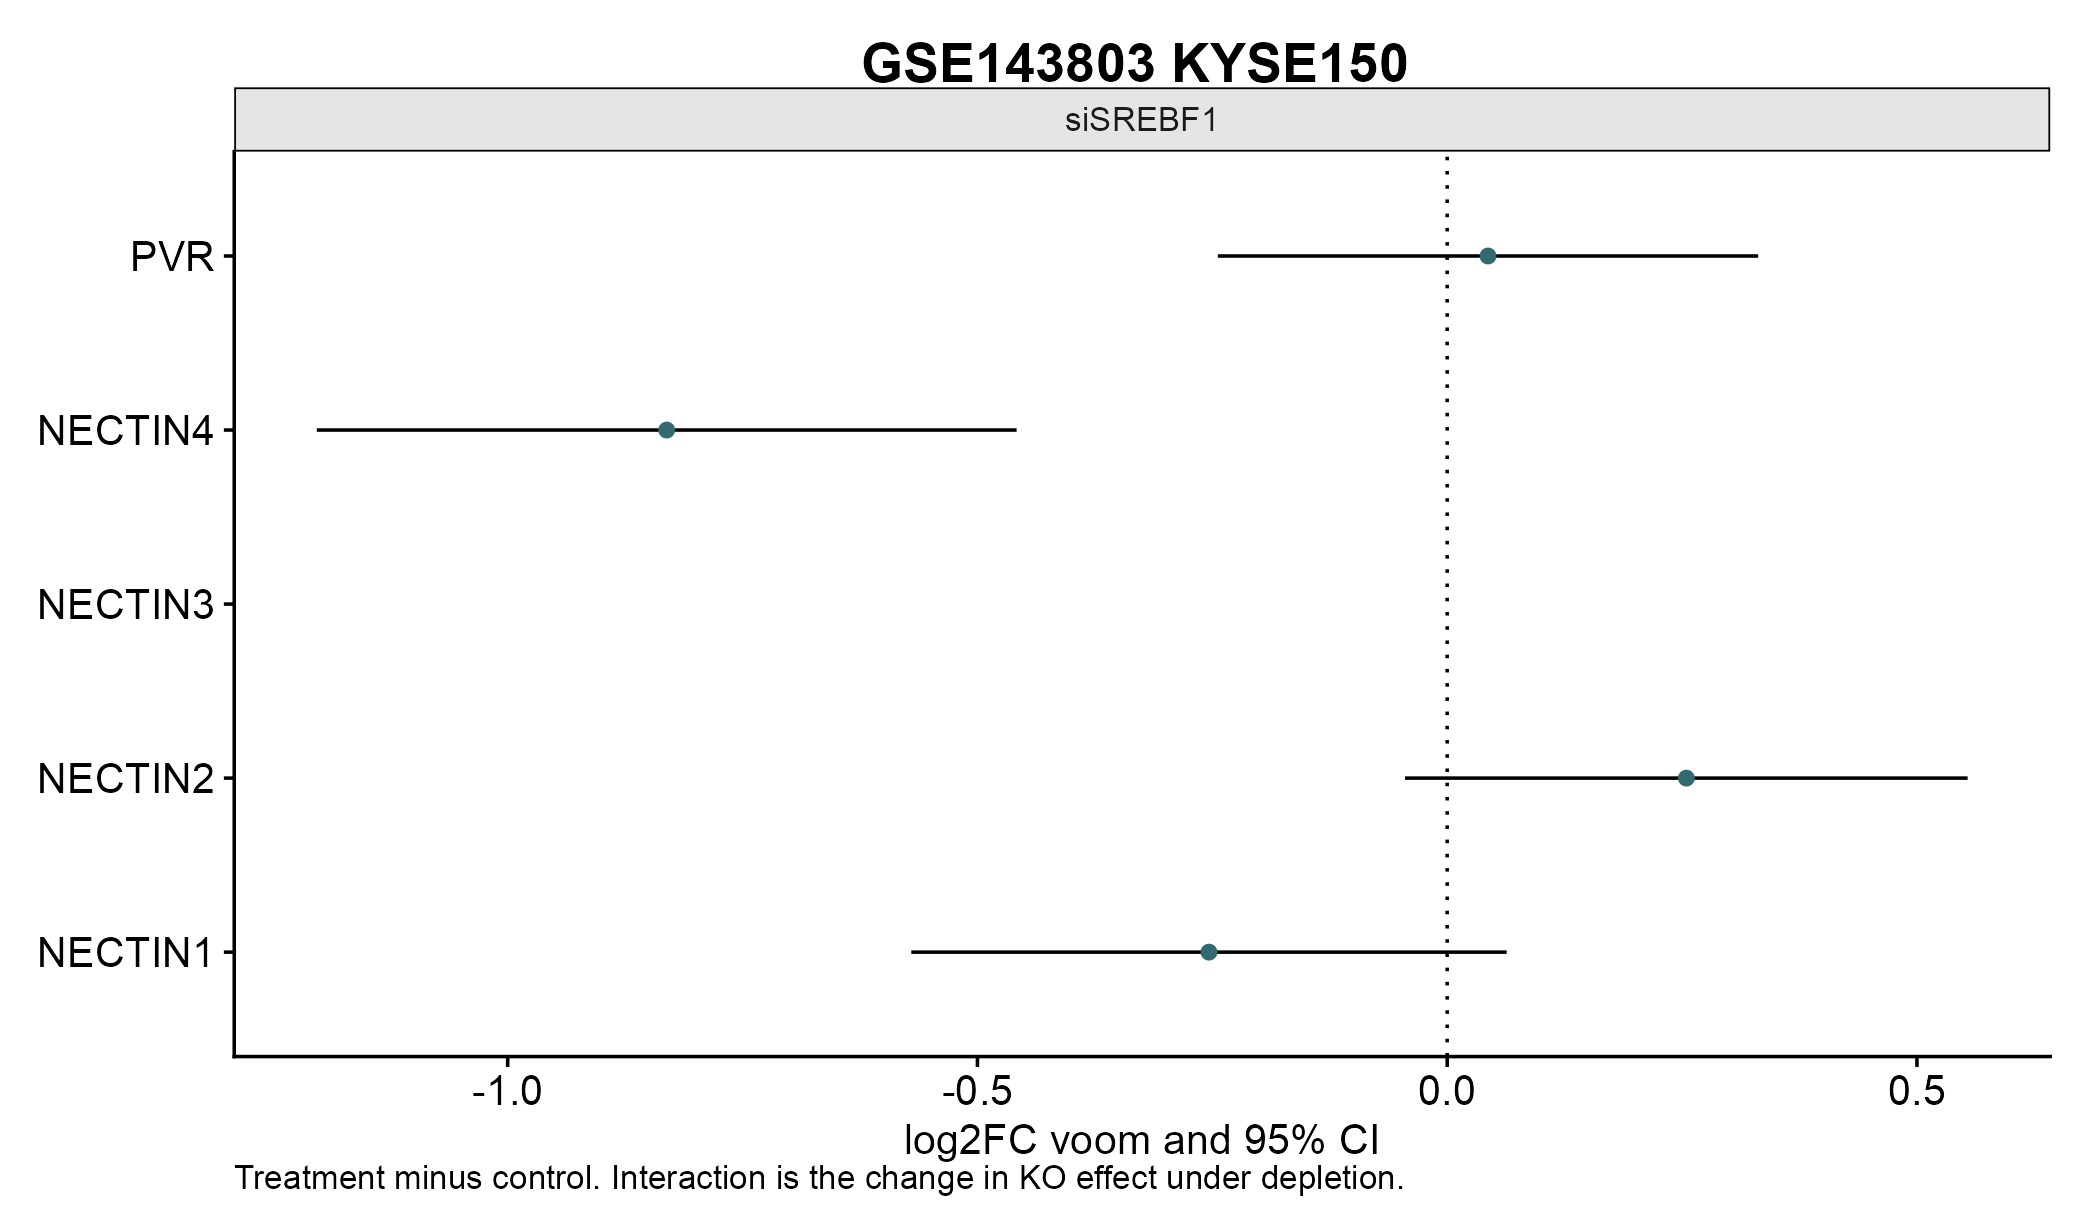 GSE143803 KYSE150
siSREBF1
PVR
NECTIN4
NECTIN3
NECTIN2
NECTIN1
-1.0 -0.5 0.0 0.5
log2FC voom and 95% CI
Treatment minus control. Interaction is the change in KO effect under depletion.